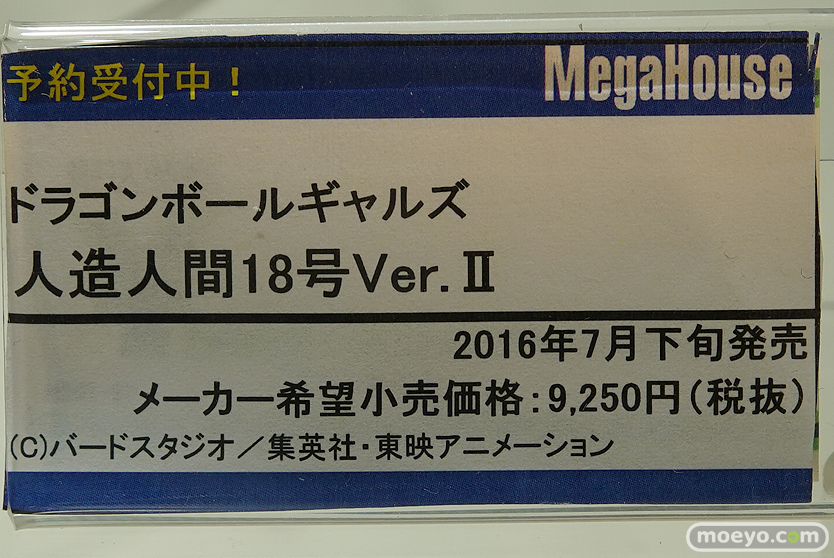 予約受付中！ MegaHouse
ドラゴンボールギャルズ
人造人間18号Ver.Ⅱ
2016年7月下旬発売
メーカー希望小売価格：9,250円（税抜）
(C)バードスタジオ／集英社・東映アニメーション
moeyo.com